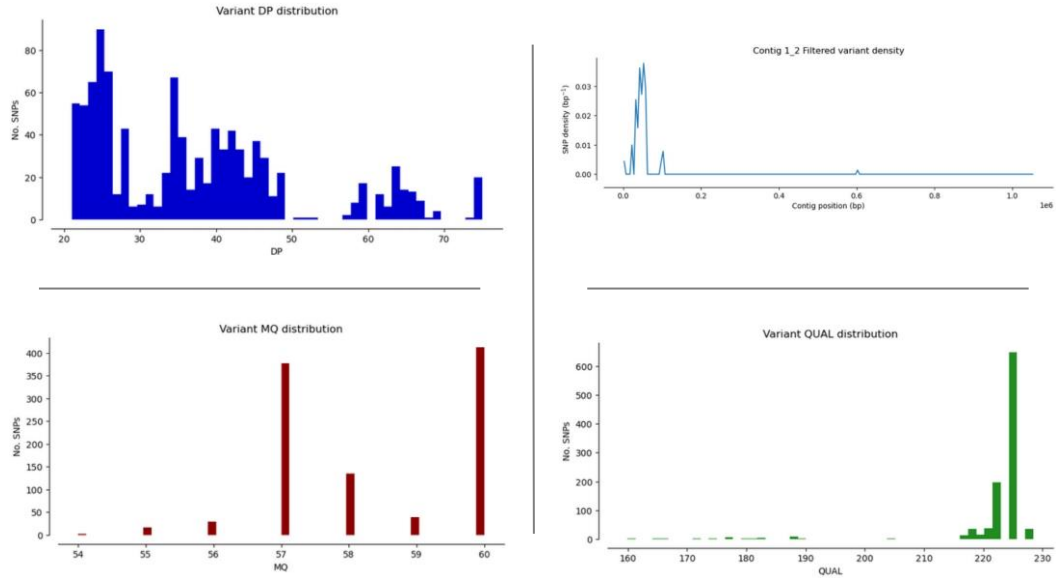 Variant DP distribution
No. SNPs
80
60
40
20
0
20 30 40 50 60 70
DP
Contig 1_2 Filtered variant density
SNP density (bp⁻¹)
0.03
0.02
0.01
0.00
0.0 0.2 0.4 0.6 0.8 1.0
1e6
Contig position (bp)
Variant MQ distribution
No. SNPs
400
350
300
250
200
150
100
50
0
54 55 56 57 58 59 60
MQ
Variant QUAL distribution
No. SNPs
600
500
400
300
200
100
0
160 170 180 190 200 210 220 230
QUAL